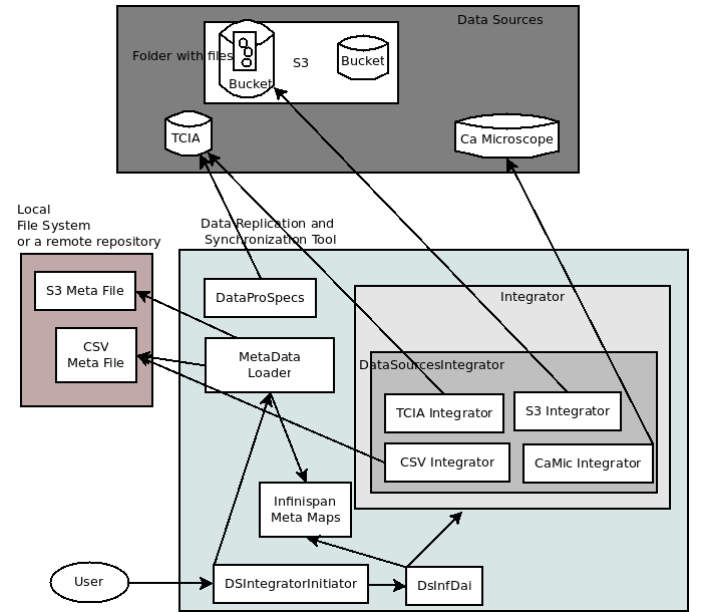 Data Sources
Folder with files
S3
Bucket
Bucket
TCIA
Ca Microscope
Local
File System
or a remote repository
Data Replication and
Synchronization Tool
S3 Meta File
CSV
Meta File
DataProSpecs
MetaData
Loader
Integrator
DataSourcesIntegrator
TCIA Integrator
S3 Integrator
CSV Integrator
CaMic Integrator
Infinispan
Meta Maps
User
DSIntegratorInitiator
DsInfDai